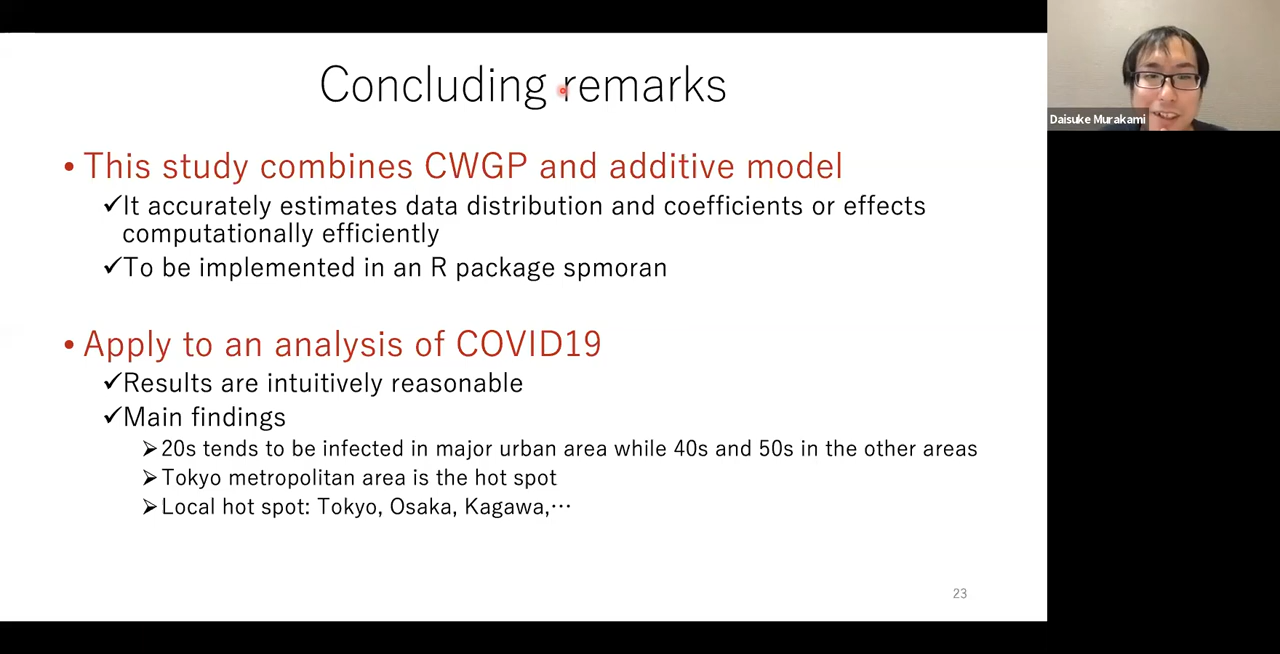 Concluding remarks
Daisuke Murakami
• This study combines CWGP and additive model
✓It accurately estimates data distribution and coefficients or effects
computationally efficiently
✓To be implemented in an R package spmoran
• Apply to an analysis of COVID19
✓Results are intuitively reasonable
✓Main findings
➢20s tends to be infected in major urban area while 40s and 50s in the other areas
➢Tokyo metropolitan area is the hot spot
➢Local hot spot: Tokyo, Osaka, Kagawa,⋯
23